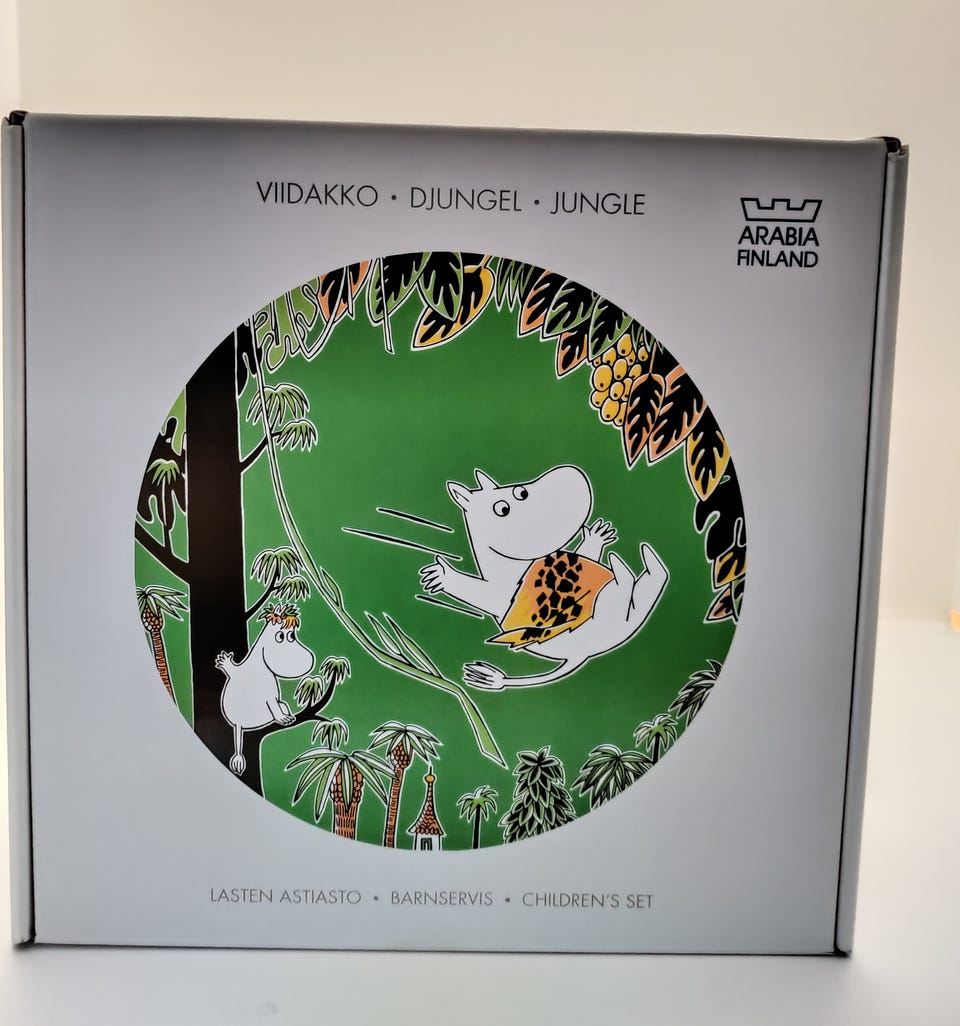 VIIDAKKO • DJUNGEL • JUNGLE
ARABIA
FINLAND
LASTEN ASTIASTO • BARNSERVIS • CHILDREN'S SET